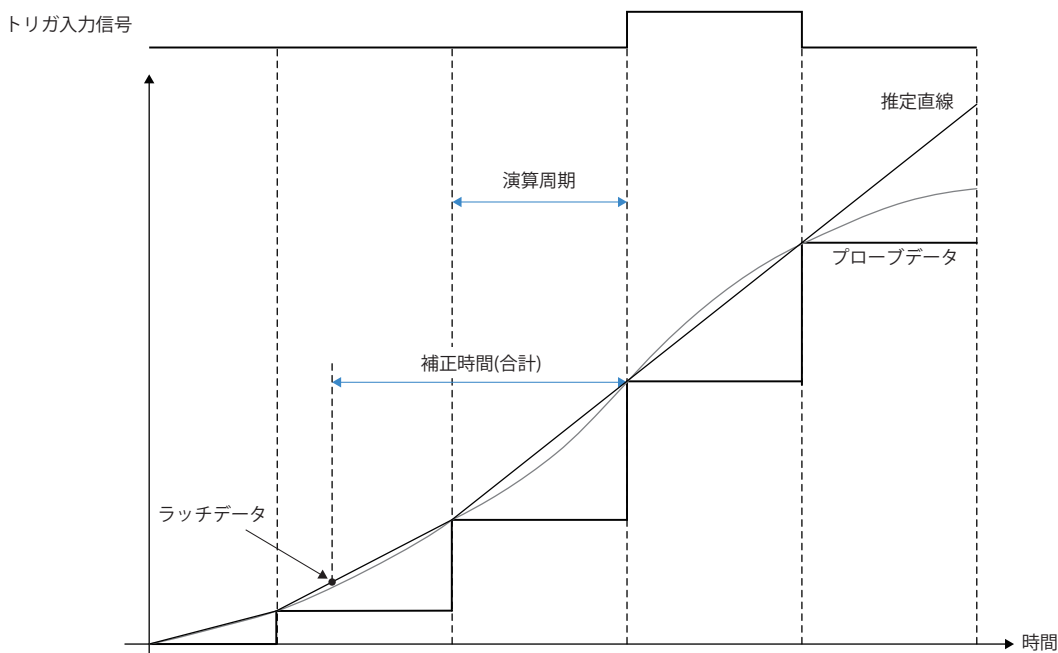 トリガ入力信号
推定直線
演算周期
プローブデータ
補正時間(合計)
ラッチデータ
時間